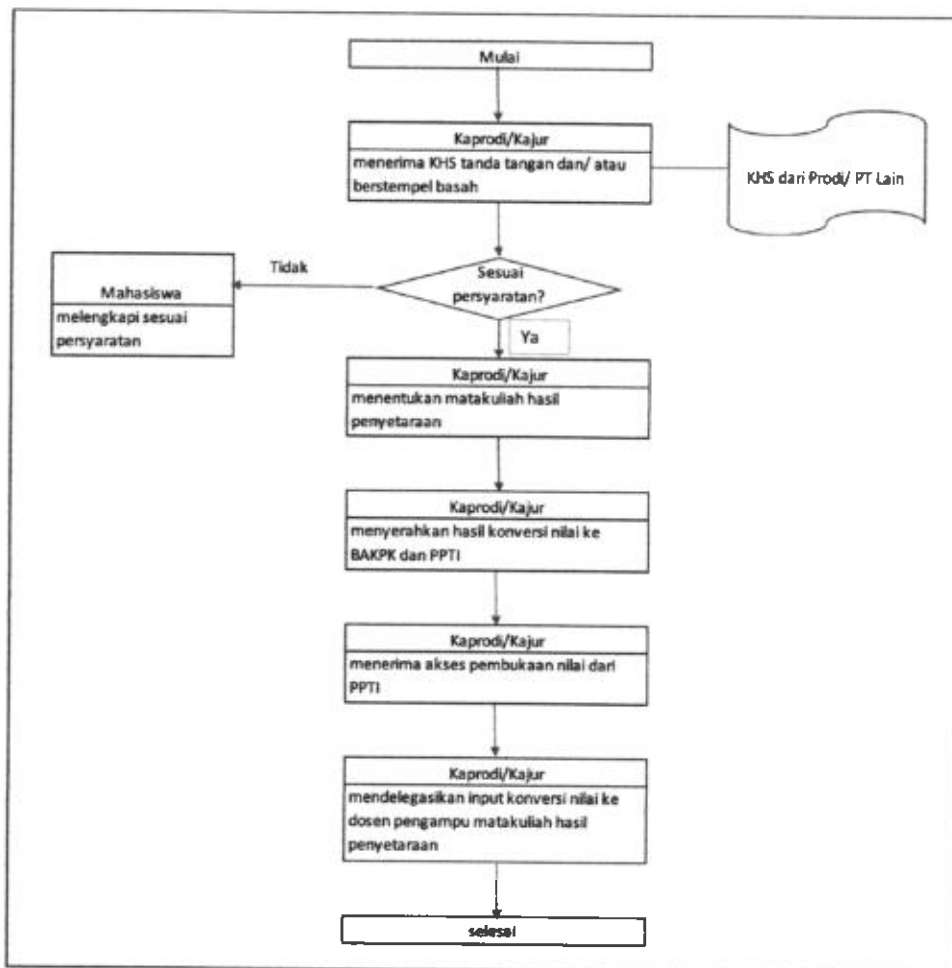 Mulai
Kaprodi/Kajur
menerima KHS tanda tangan dan/ atau
berstempel basah
KHS dari Prodi/ PT Lain
Sesuai
persyaratan?
Tidak
Mahasiswa
melengkapi sesuai
persyaratan
Ya
Kaprodi/Kajur
menentukan matakuliah hasil
penyetaraan
Kaprodi/Kajur
menyerahkan hasil konversi nilai ke
BAKPK dan PPTI
Kaprodi/Kajur
menerima akses pembukaan nilai dari
PPTI
Kaprodi/Kajur
mendelegasikan input konversi nilai ke
dosen pengampu matakuliah hasil
penyetaraan
selesai